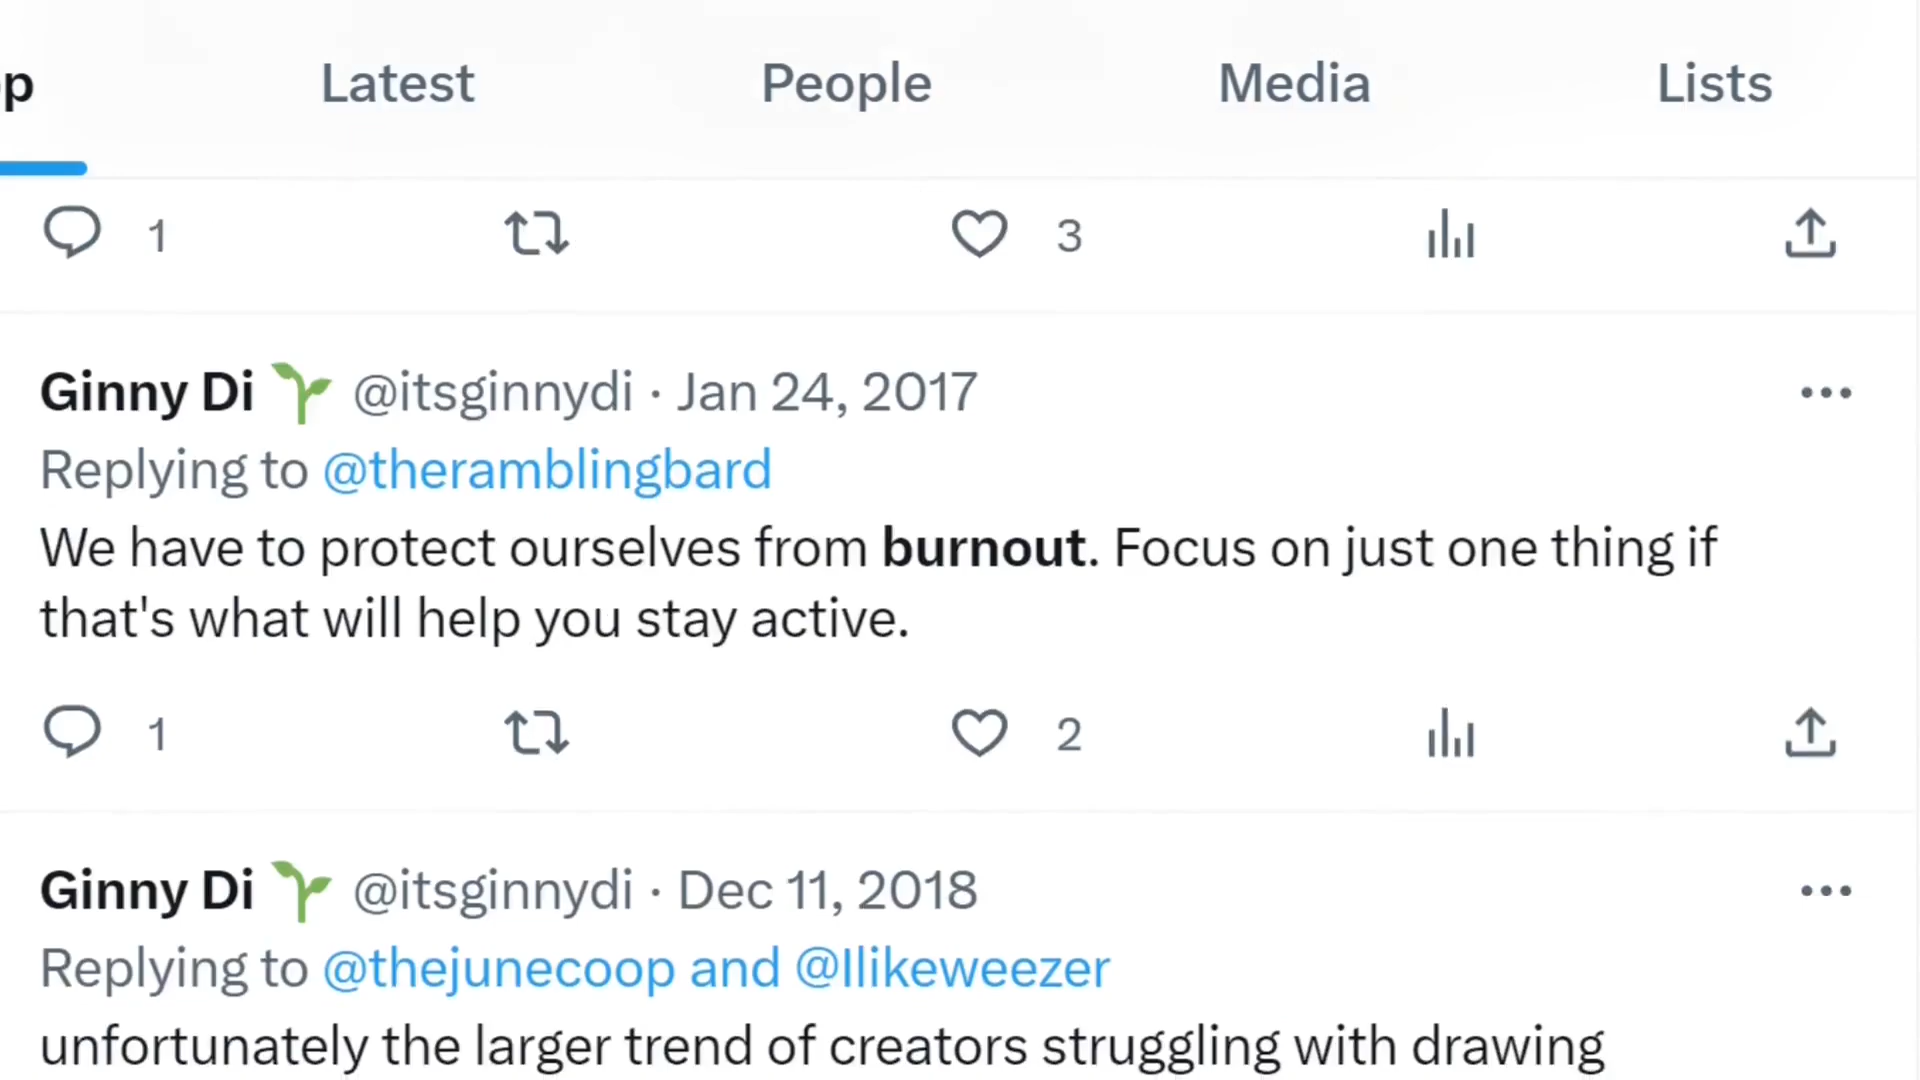 p Latest People Media Lists
1 3
Ginny Di @itsginnydi · Jan 24, 2017
Replying to @theramblingbard
We have to protect ourselves from burnout. Focus on just one thing if
that's what will help you stay active.
1 2
Ginny Di @itsginnydi · Dec 11, 2018
Replying to @thejunecoop and @Ilikeweezer
unfortunately the larger trend of creators struggling with drawing